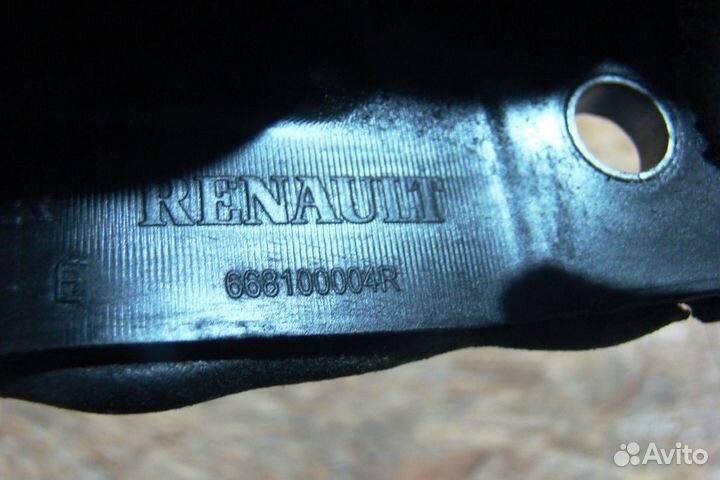 RENAULT
E 668100004R
Avito